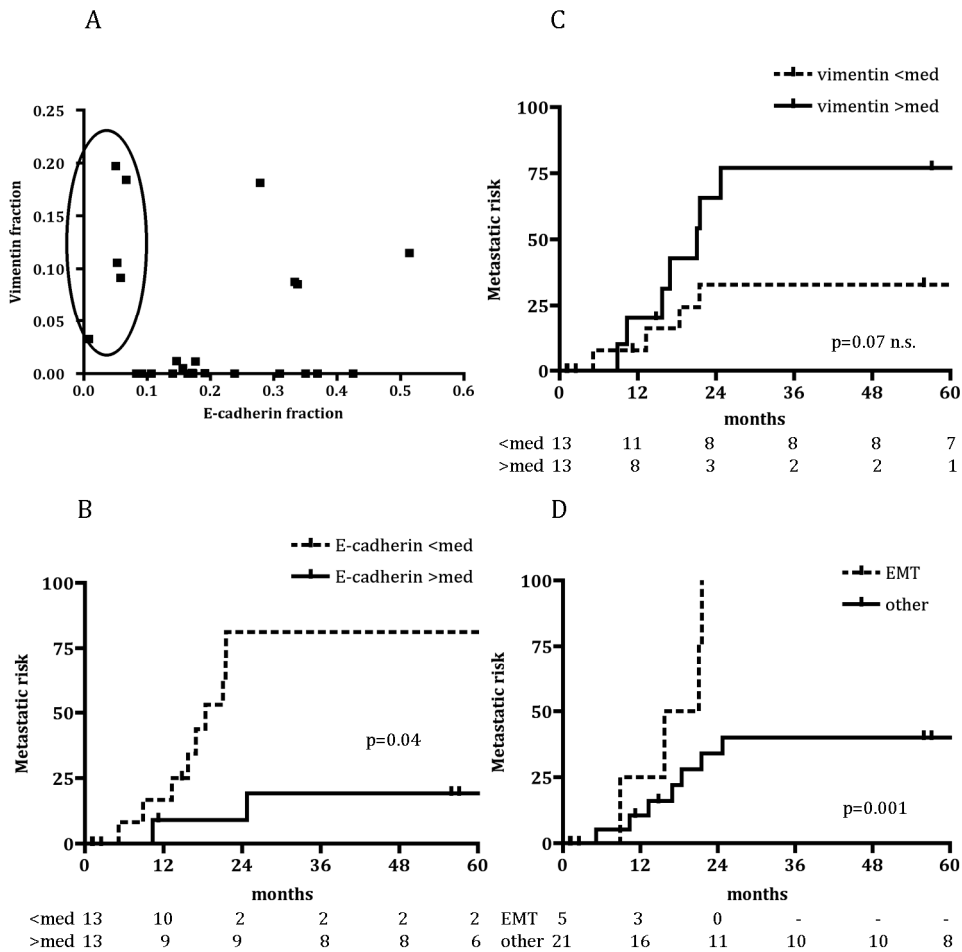 A
0.25
0.20
0.15
0.10
0.05
0.00
Vimentin fraction
0.0 0.1 0.2 0.3 0.4 0.5 0.6
E-cadherin fraction
C
vimentin <med
vimentin >med
100
75
50
25
0
Metastatic risk
p=0.07 n.s.
0 12 24 36 48 60
months
<med 13 11 8 8 8 7
>med 13 8 3 2 2 1
B
E-cadherin <med
E-cadherin >med
100
75
50
25
0
Metastatic risk
p=0.04
0 12 24 36 48 60
months
<med 13 10 2 2 2 2
>med 13 9 9 8 8 6
D
EMT
other
100
75
50
25
0
Metastatic risk
p=0.001
0 12 24 36 48 60
months
EMT 5 3 0 - - -
other 21 16 11 10 10 8